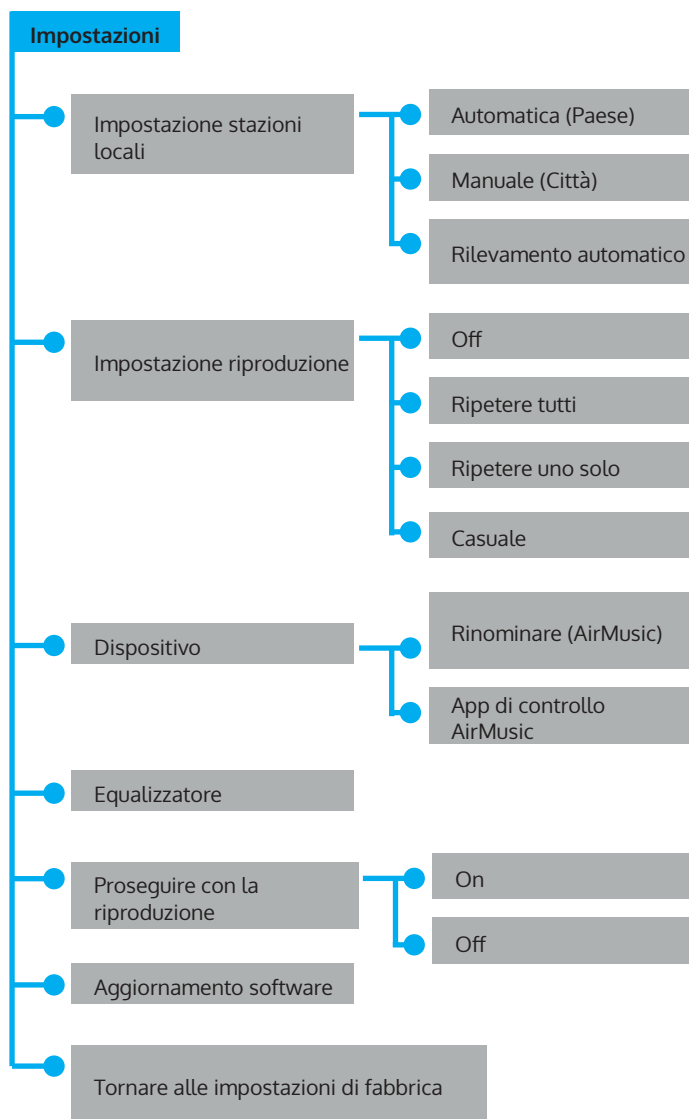 Impostazioni
Impostazione stazioni
locali
Automatica (Paese)
Manuale (Città)
Rilevamento automatico
Impostazione riproduzione
Off
Ripetere tutti
Ripetere uno solo
Casuale
Dispositivo
Rinominare (AirMusic)
App di controllo
AirMusic
Equalizzatore
Proseguire con la
riproduzione
On
Off
Aggiornamento software
Tornare alle impostazioni di fabbrica